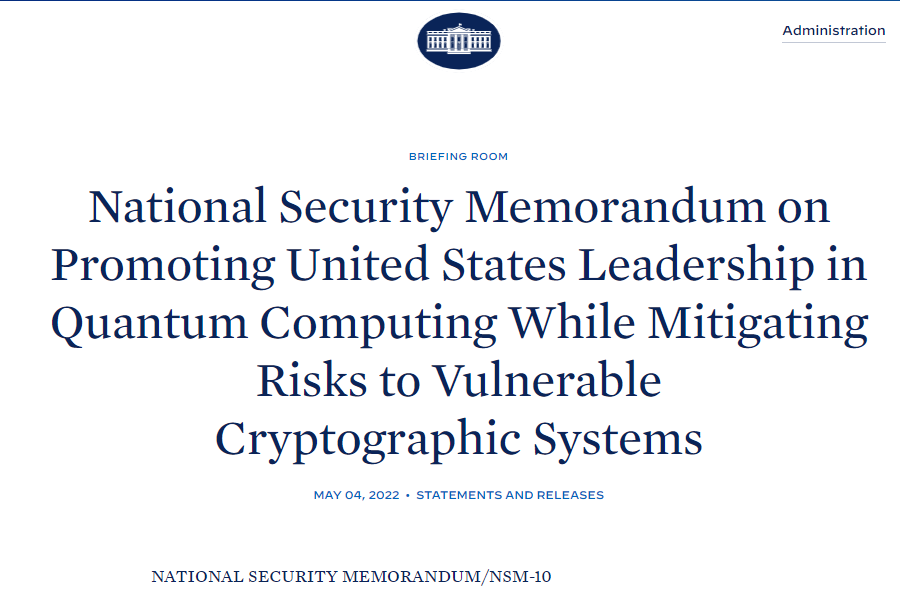 Administration
BRIEFING ROOM
National Security Memorandum on
Promoting United States Leadership in
Quantum Computing While Mitigating
Risks to Vulnerable
Cryptographic Systems
MAY 04, 2022 • STATEMENTS AND RELEASES
NATIONAL SECURITY MEMORANDUM/NSM-10